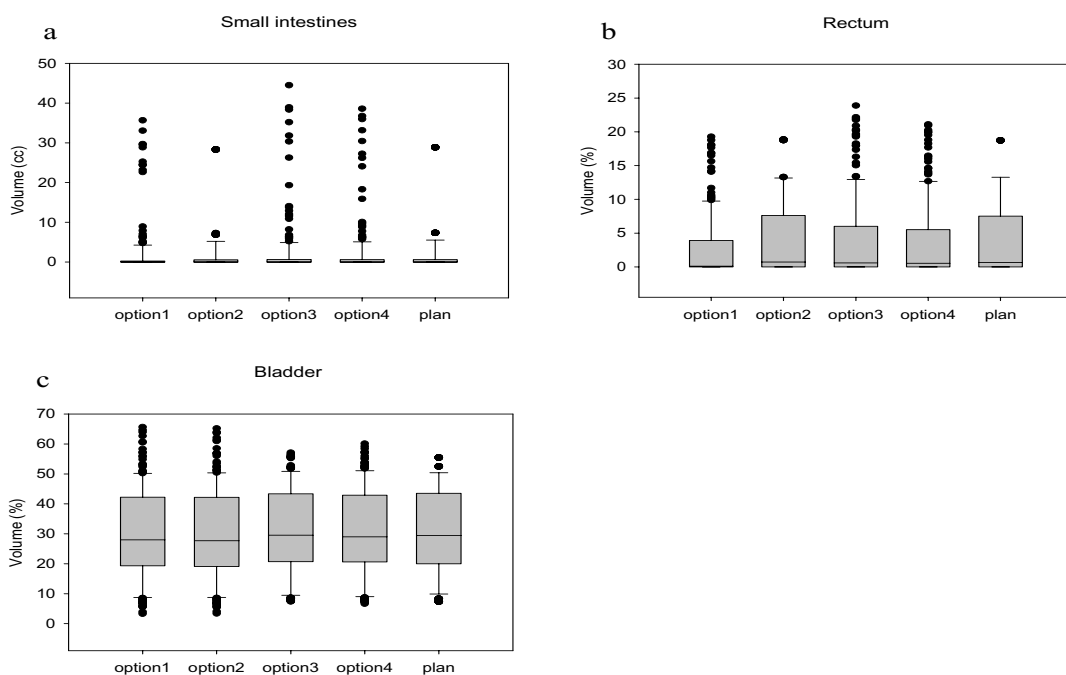 a
Small intestines
50
40
30
20
10
0
Volume (cc)
option1 option2 option3 option4 plan
b
Rectum
30
25
20
15
10
5
0
Volume (%)
option1 option2 option3 option4 plan
c
Bladder
70
60
50
40
30
20
10
0
Volume (%)
option1 option2 option3 option4 plan